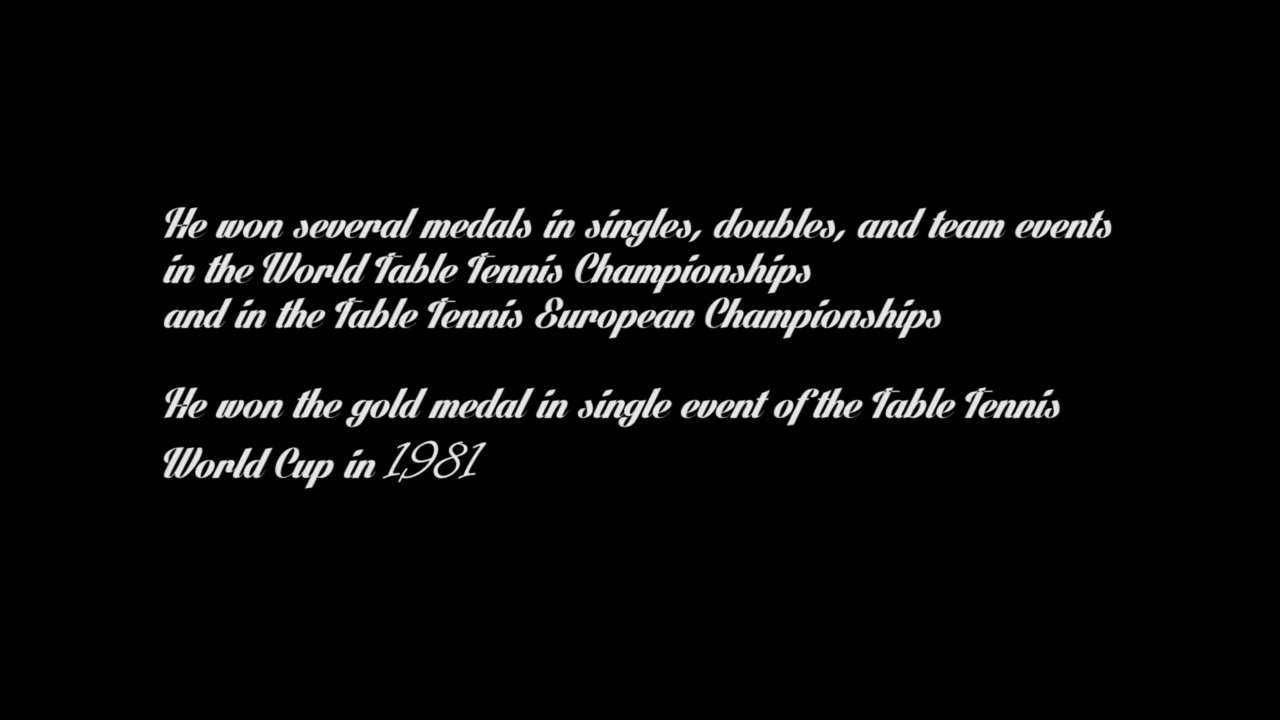 He won several medals in singles, doubles, and team events
in the World Table Tennis Championships
and in the Table Tennis European Championships
He won the gold medal in single event of the Table Tennis
World Cup in 1981